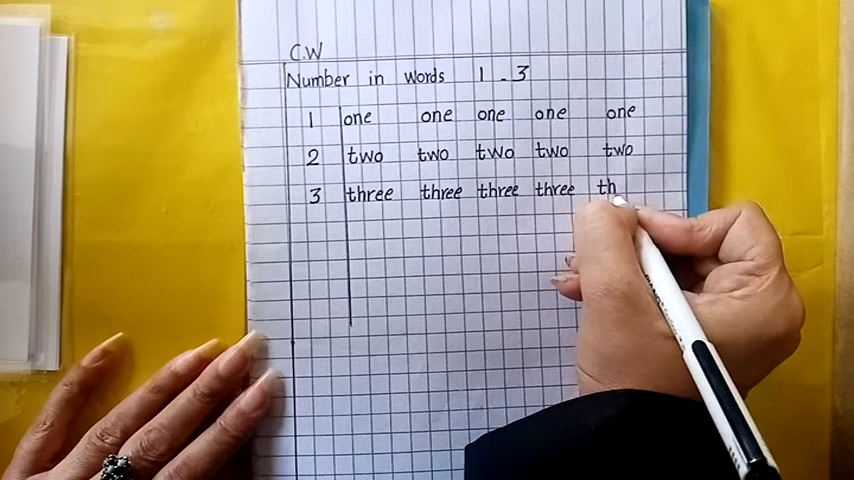 C.W
Number in words 1 - 3
1 one one one one one
2 two two two two two
3 three three three three th